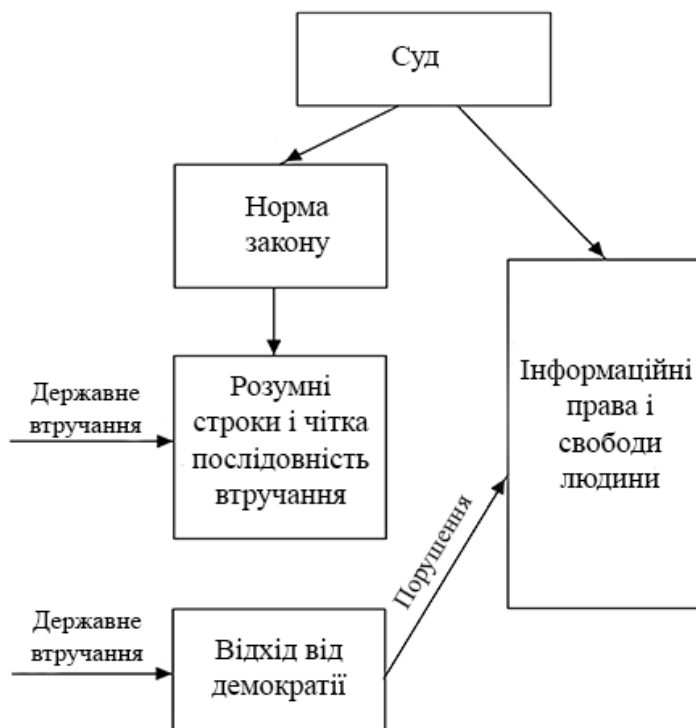 Суд
Норма
закону
Державне
втручання
Розумні
строки і чітка
послідовність
втручання
Інформаційні
права і
свободи
людини
Порушення
Державне
втручання
Відхід від
демократії